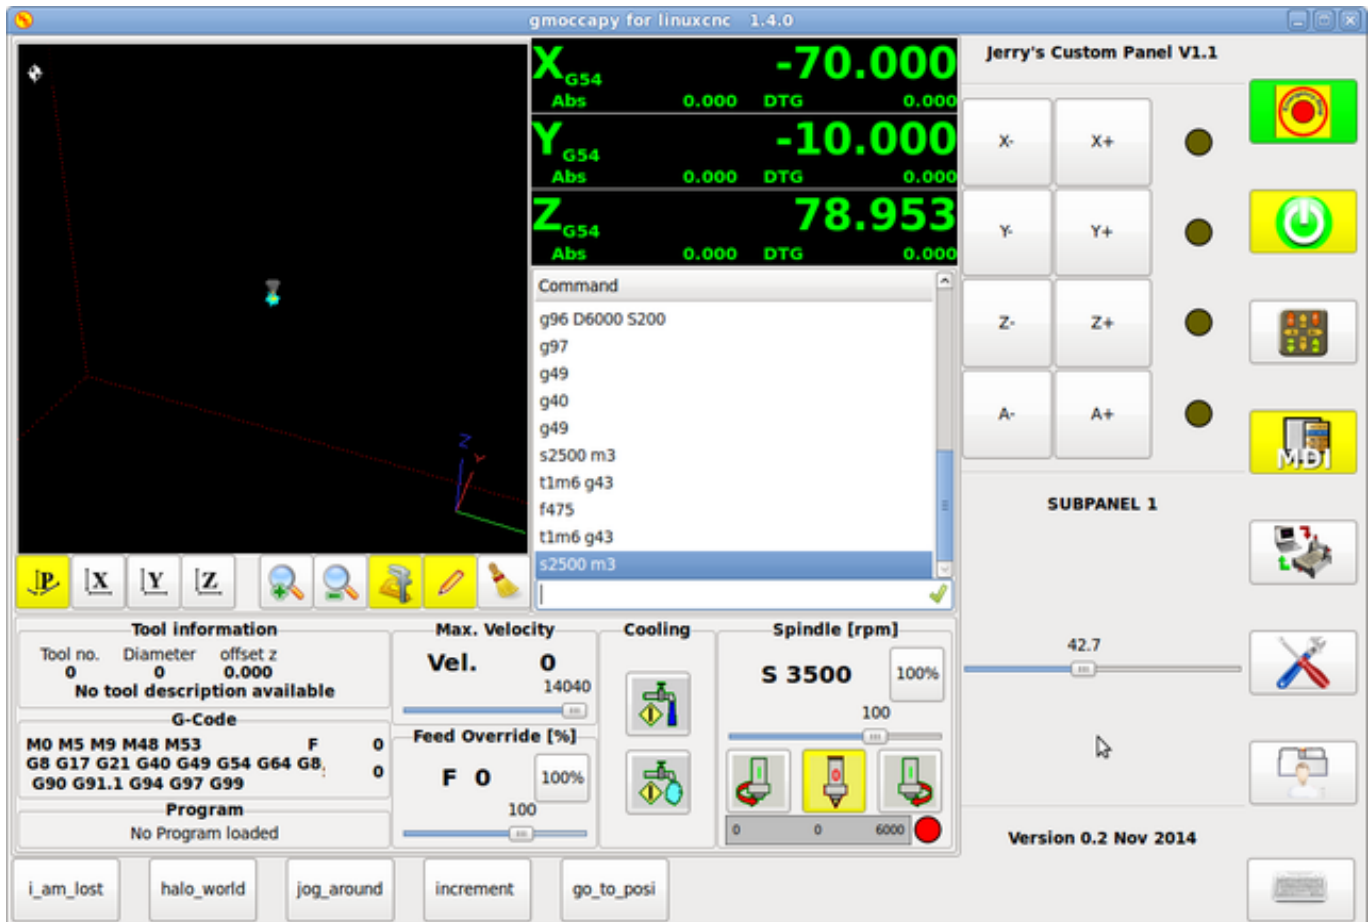 gmoccapy for linuxcnc 1.4.0
X G54 -70.000
Abs 0.000 DTG 0.000
Y G54 -10.000
Abs 0.000 DTG 0.000
Z G54 78.953
Abs 0.000 DTG 0.000
Command
g96 D6000 S200
g97
g49
g40
g49
s2500 m3
t1m6 g43
f475
t1m6 g43
s2500 m3
Z
Y
P X Y Z
Tool information
Tool no. Diameter offset z
0 0 0.000
No tool description available
G-Code
M0 M5 M9 M48 M53 F 0
G8 G17 G21 G40 G49 G54 G64 G8 0
G90 G91.1 G94 G97 G99
Program
No Program loaded
Max. Velocity
Vel. 0
14040
Feed Override [%]
F 0 100%
100
Cooling
Spindle [rpm]
S 3500 100%
100
0 0 6000
i_am_lost halo_world jog_around increment go_to_posi
Jerry's Custom Panel V1.1
X- X+
Y- Y+
Z- Z+
A- A+
SUBPANEL 1
42.7
Version 0.2 Nov 2014
MDI